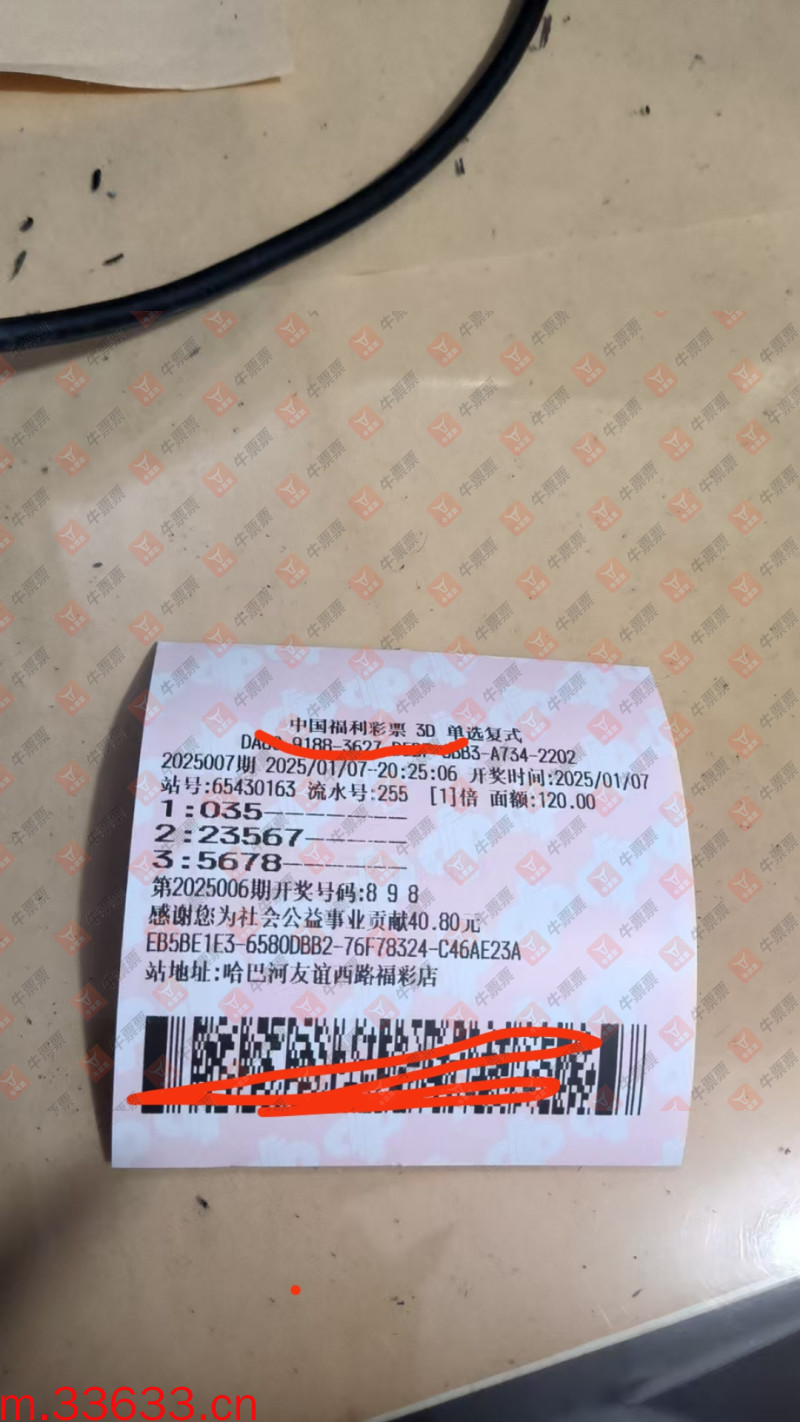 中国福利彩票 3D 单选复式
2025007期 2025/01/07-20:25:06 开奖时间:2025/01/07
站号:65430163 流水号:255 [1]倍 面额:120.00
1:035
2:23567
3:5678
第2025006期开奖号码:8 9 8
感谢您为社会公益事业贡献40.80元
EB5BE1E3-6580DBB2-76F78324-C46AE23A
站地址:哈巴河友谊西路福彩店
牛票票
m.33633.cn